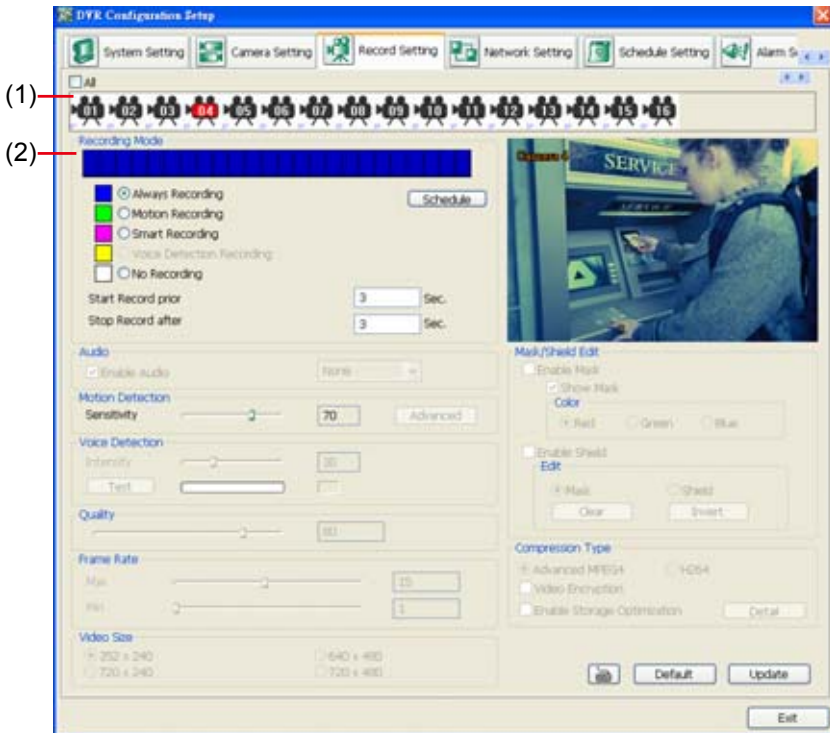 DVR Configuration Setup
System Setting Camera Setting Record Setting Network Setting Schedule Setting Alarm
All
(1)
01 02 03 04 05 06 07 08 09 10 11 12 13 14 15 16
Recording Mode
(2)
Always Recording Schedule
Motion Recording
Smart Recording
Voice Detection Recording
No Recording
Start Record prior 3 Sec.
Stop Record after 3 Sec.
Camera 4
SERVICE
SERVICE
Audio
Enable Audio None
Motion Detection
Sensitivity 70 Advanced
Voice Detection
Intensity 30
Test
Quality
Frame Rate
Max 15
Min 1
Video Size
352 x 240 640 x 480
720 x 240 720 x 480
Mask/Shield Edit
Enable Mask
Show Mask
Color
Red Green Blue
Enable Shield
Edit
Mask Shield
Clear Invert
Compression Type
Advanced MPEG4 H264
Video Encryption
Enable Storage Optimization Detail
Default Update
Exit